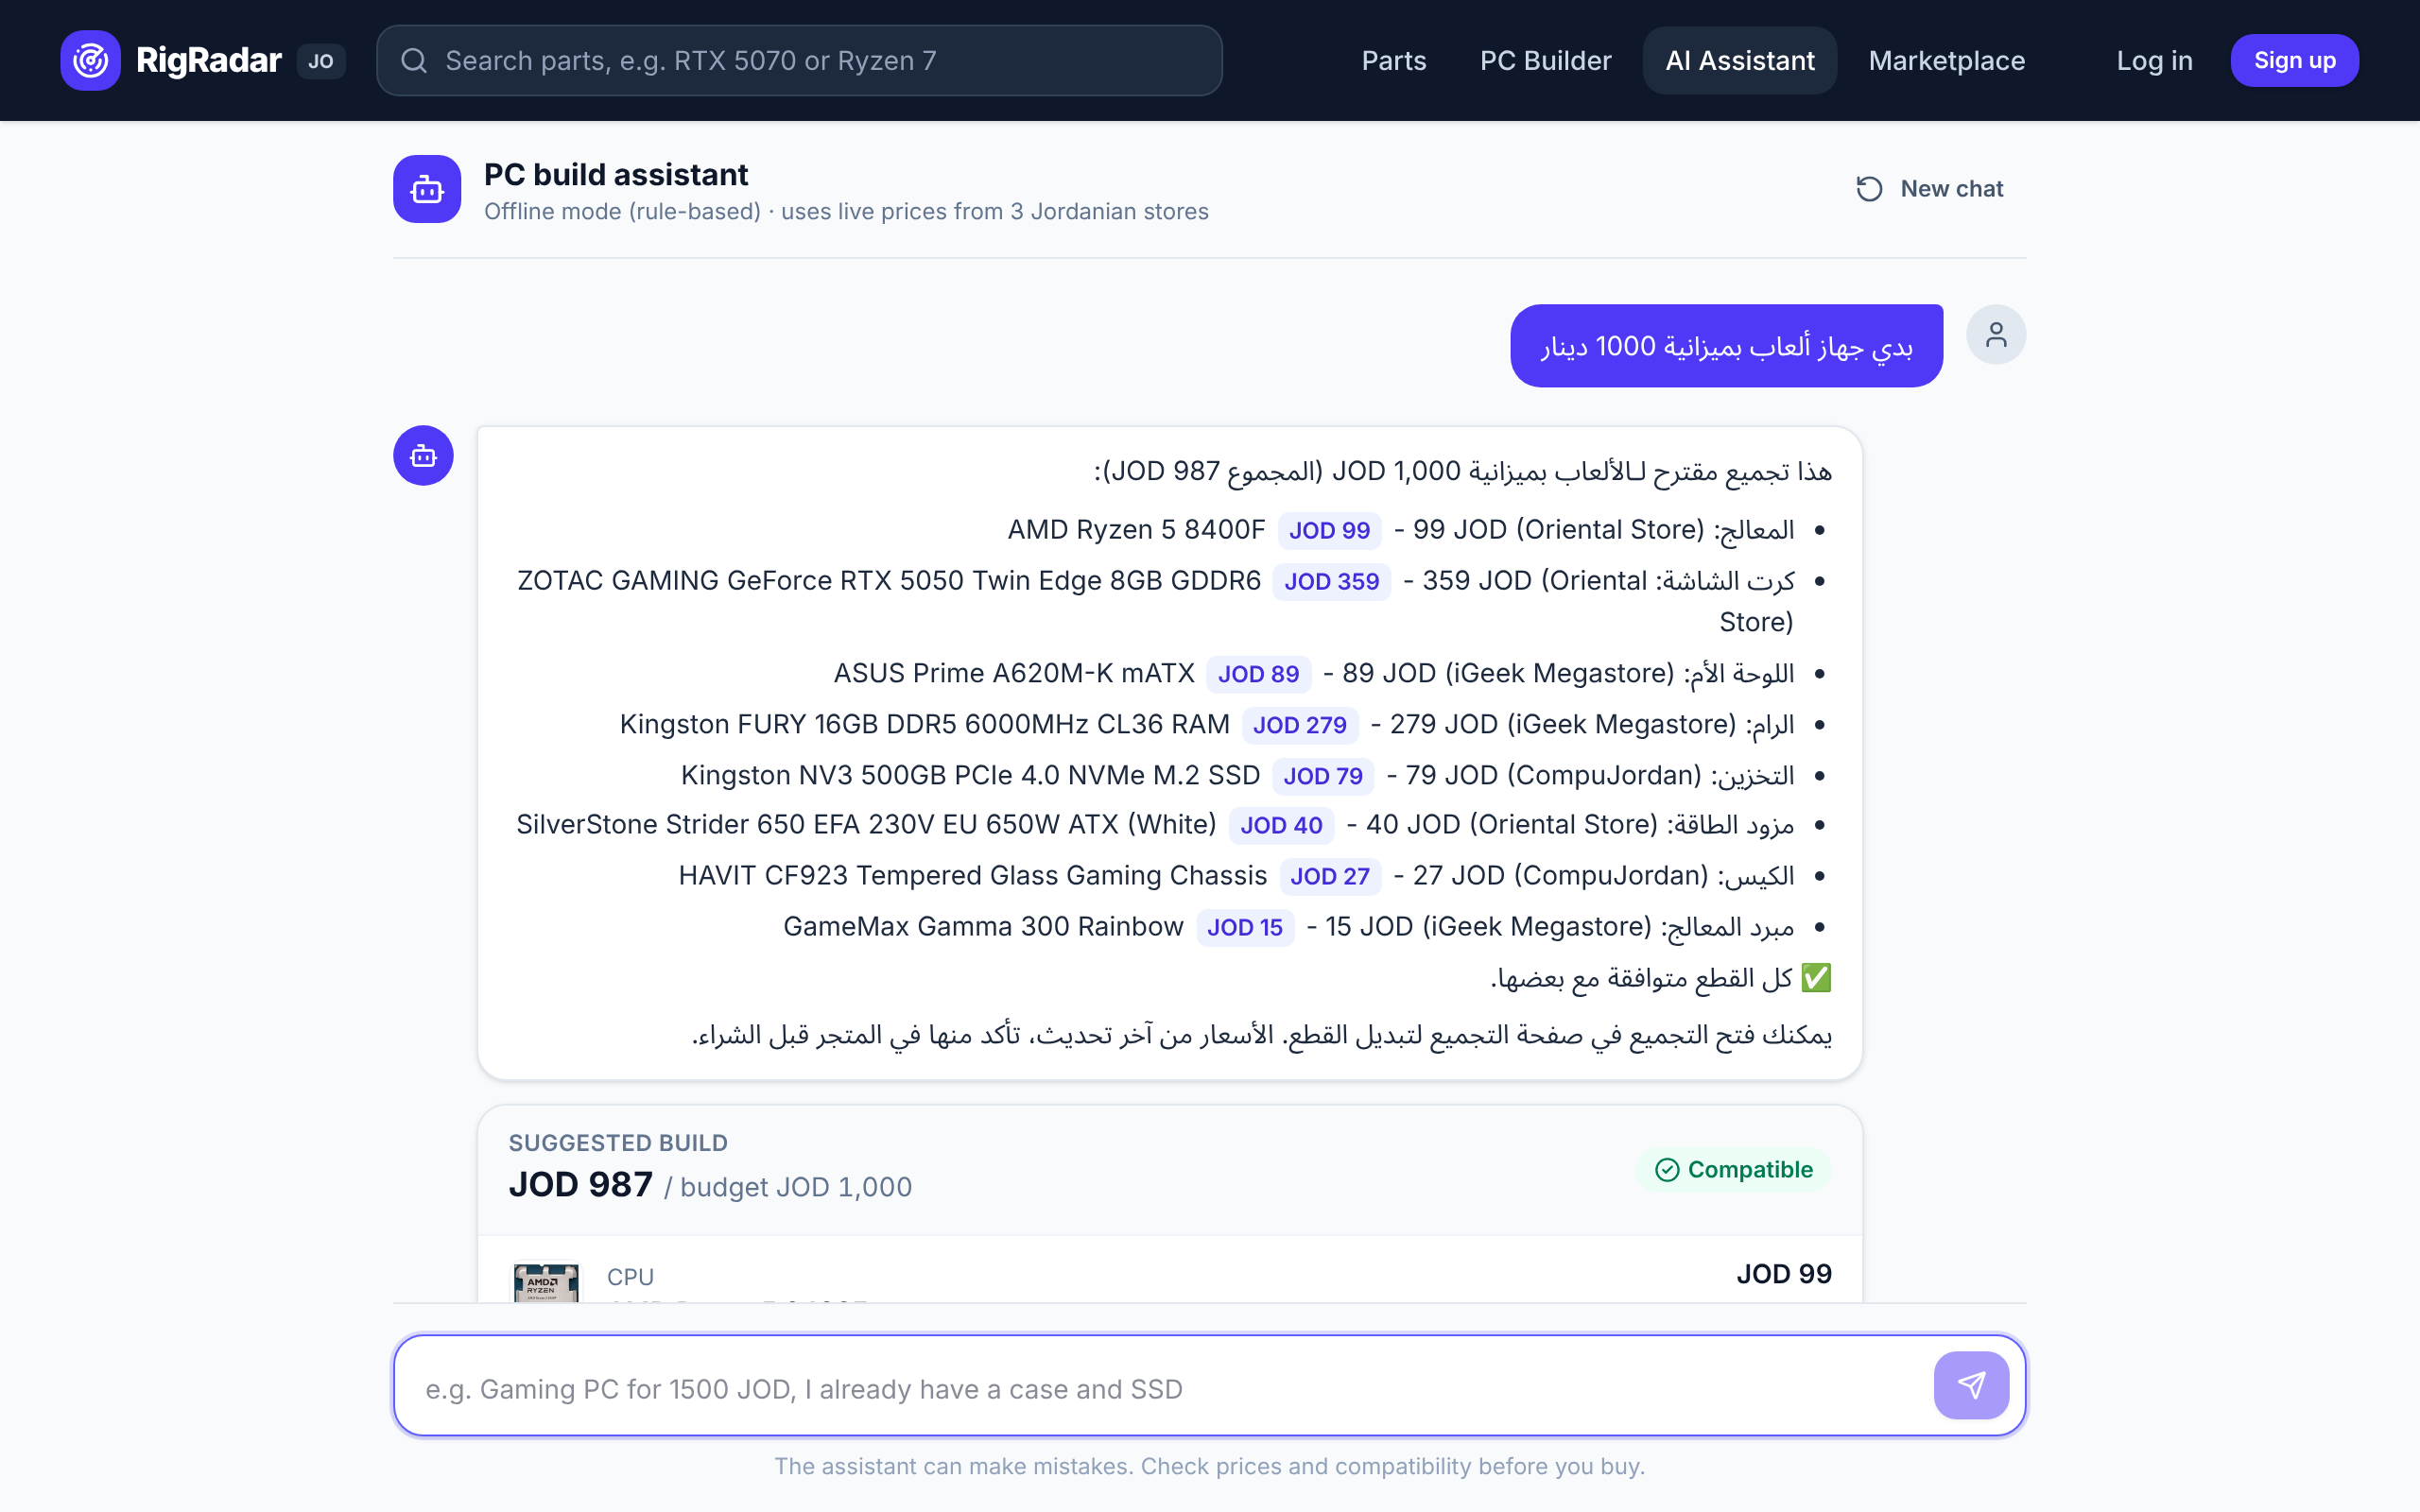 RigRadar JO
Search parts, e.g. RTX 5070 or Ryzen 7
Parts
PC Builder
AI Assistant
Marketplace
Log in
Sign up
PC build assistant
Offline mode (rule-based) · uses live prices from 3 Jordanian stores
New chat
بدي جهاز ألعاب بميزانية 1000 دينار
هذا تجميع مقترح لـالألعاب بميزانية JOD 1,000 (المجموع JOD 987):
المعالج: AMD Ryzen 5 8400F JOD 99 - 99 JOD (Oriental Store)
كرت الشاشة: ZOTAC GAMING GeForce RTX 5050 Twin Edge 8GB GDDR6 JOD 359 - 359 JOD (Oriental
Store)
اللوحة الأم: ASUS Prime A620M-K mATX JOD 89 - 89 JOD (iGeek Megastore)
الرام: Kingston FURY 16GB DDR5 6000MHz CL36 RAM JOD 279 - 279 JOD (iGeek Megastore)
التخزين: Kingston NV3 500GB PCIe 4.0 NVMe M.2 SSD JOD 79 - 79 JOD (CompuJordan)
مزود الطاقة: SilverStone Strider 650 EFA 230V EU 650W ATX (White) JOD 40 - 40 JOD (Oriental Store)
الكيس: HAVIT CF923 Tempered Glass Gaming Chassis JOD 27 - 27 JOD (CompuJordan)
مبرد المعالج: GameMax Gamma 300 Rainbow JOD 15 - 15 JOD (iGeek Megastore)
✅ كل القطع متوافقة مع بعضها.
يمكنك فتح التجميع في صفحة التجميع لتبديل القطع. الأسعار من آخر تحديث، تأكد منها في المتجر قبل الشراء.
SUGGESTED BUILD
JOD 987 / budget JOD 1,000
Compatible
AMD
RYZEN
CPU
JOD 99
e.g. Gaming PC for 1500 JOD, I already have a case and SSD
The assistant can make mistakes. Check prices and compatibility before you buy.